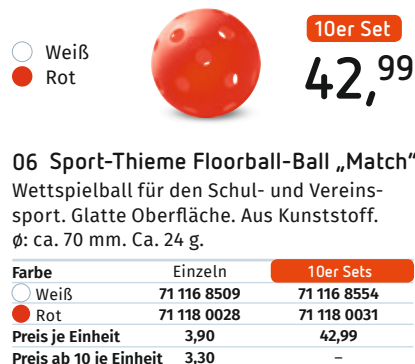 10er Set
Weiß
Rot
42,99
06 Sport-Thieme Floorball-Ball „Match“
Wettspielball für den Schul- und Vereins-
sport. Glatte Oberfläche. Aus Kunststoff.
ø: ca. 70 mm. Ca. 24 g.
Farbe Einzeln 10er Sets
Weiß 71 116 8509 71 116 8554
Rot 71 118 0028 71 118 0031
Preis je Einheit 3,90 42,99
Preis ab 10 je Einheit 3,30 –